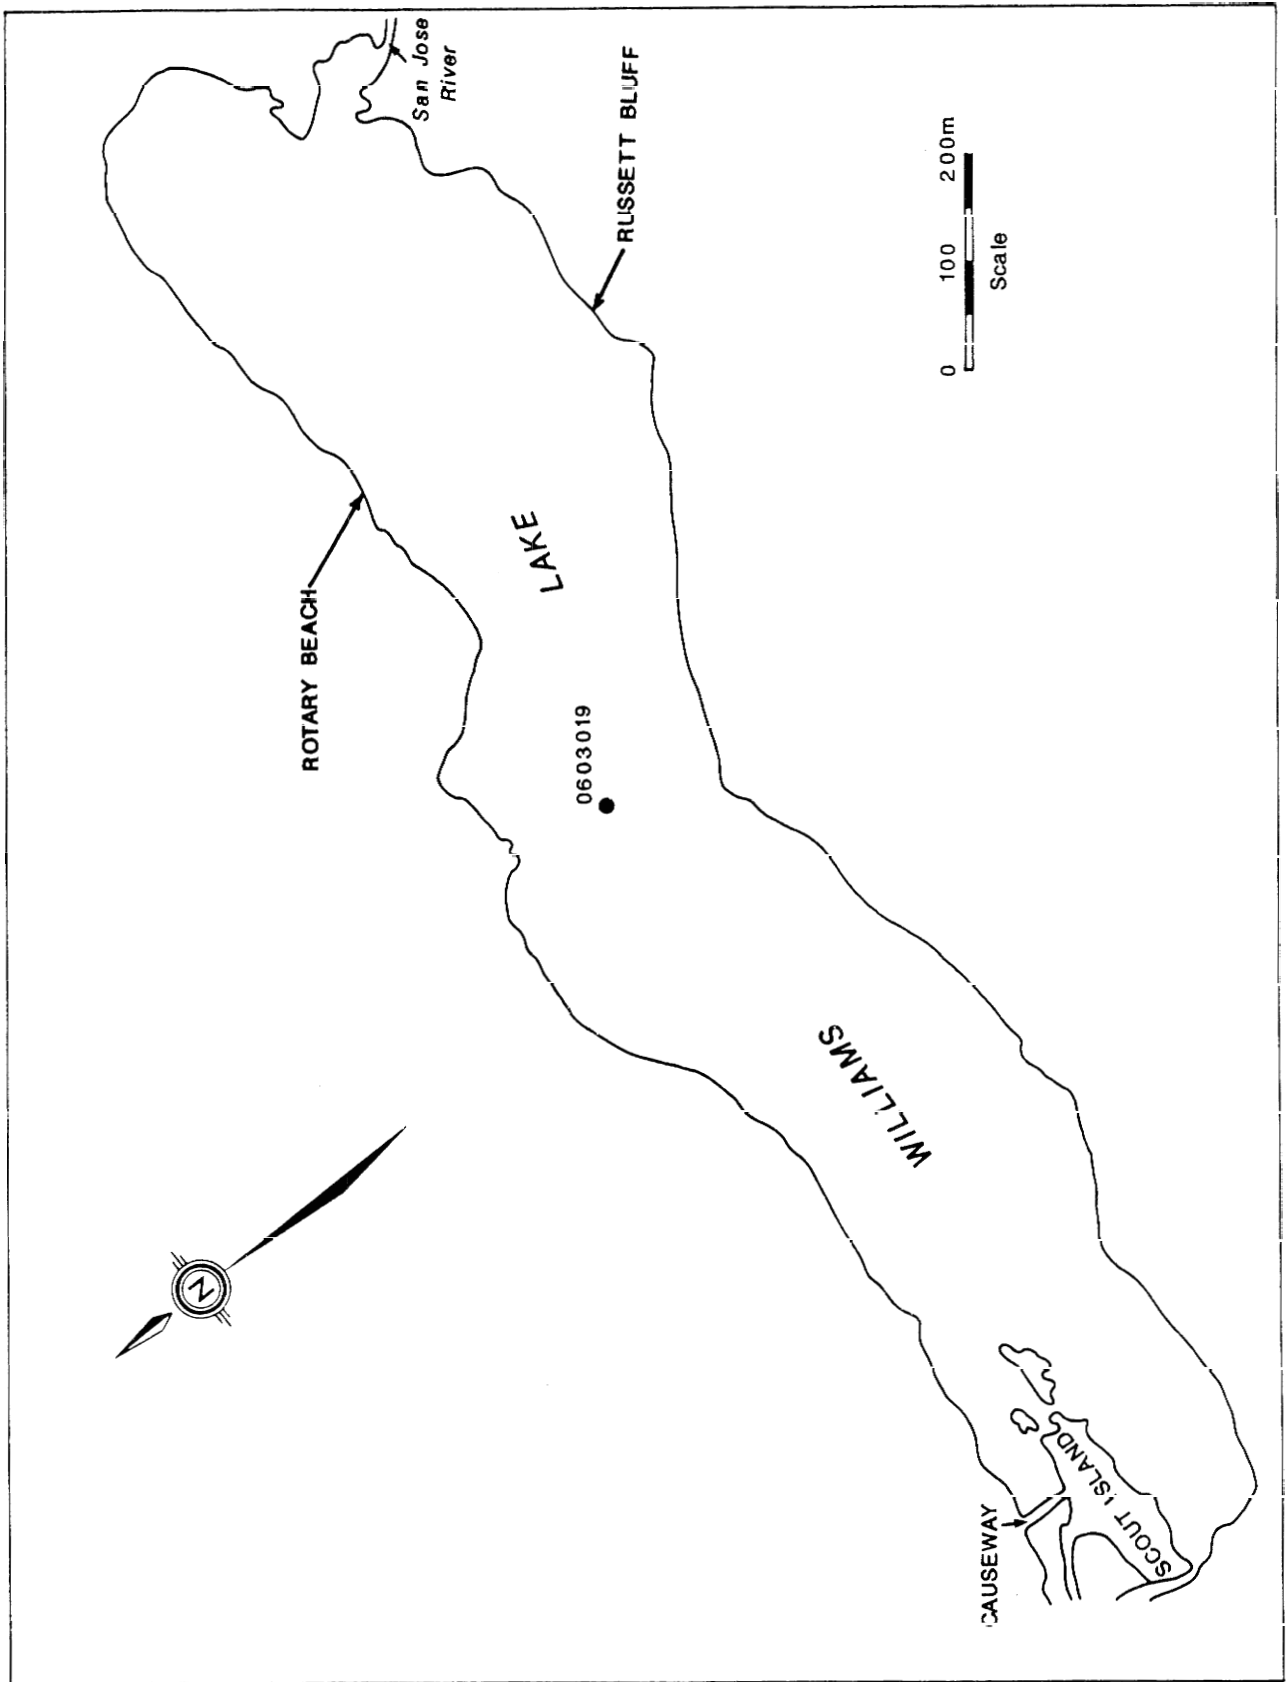 San Jose
River
RUSSETT BLUFF
ROTARY BEACH
LAKE
0603019
WILLIAMS
SCOUT ISLAND
CAUSEWAY
N
0 100 200m
Scale